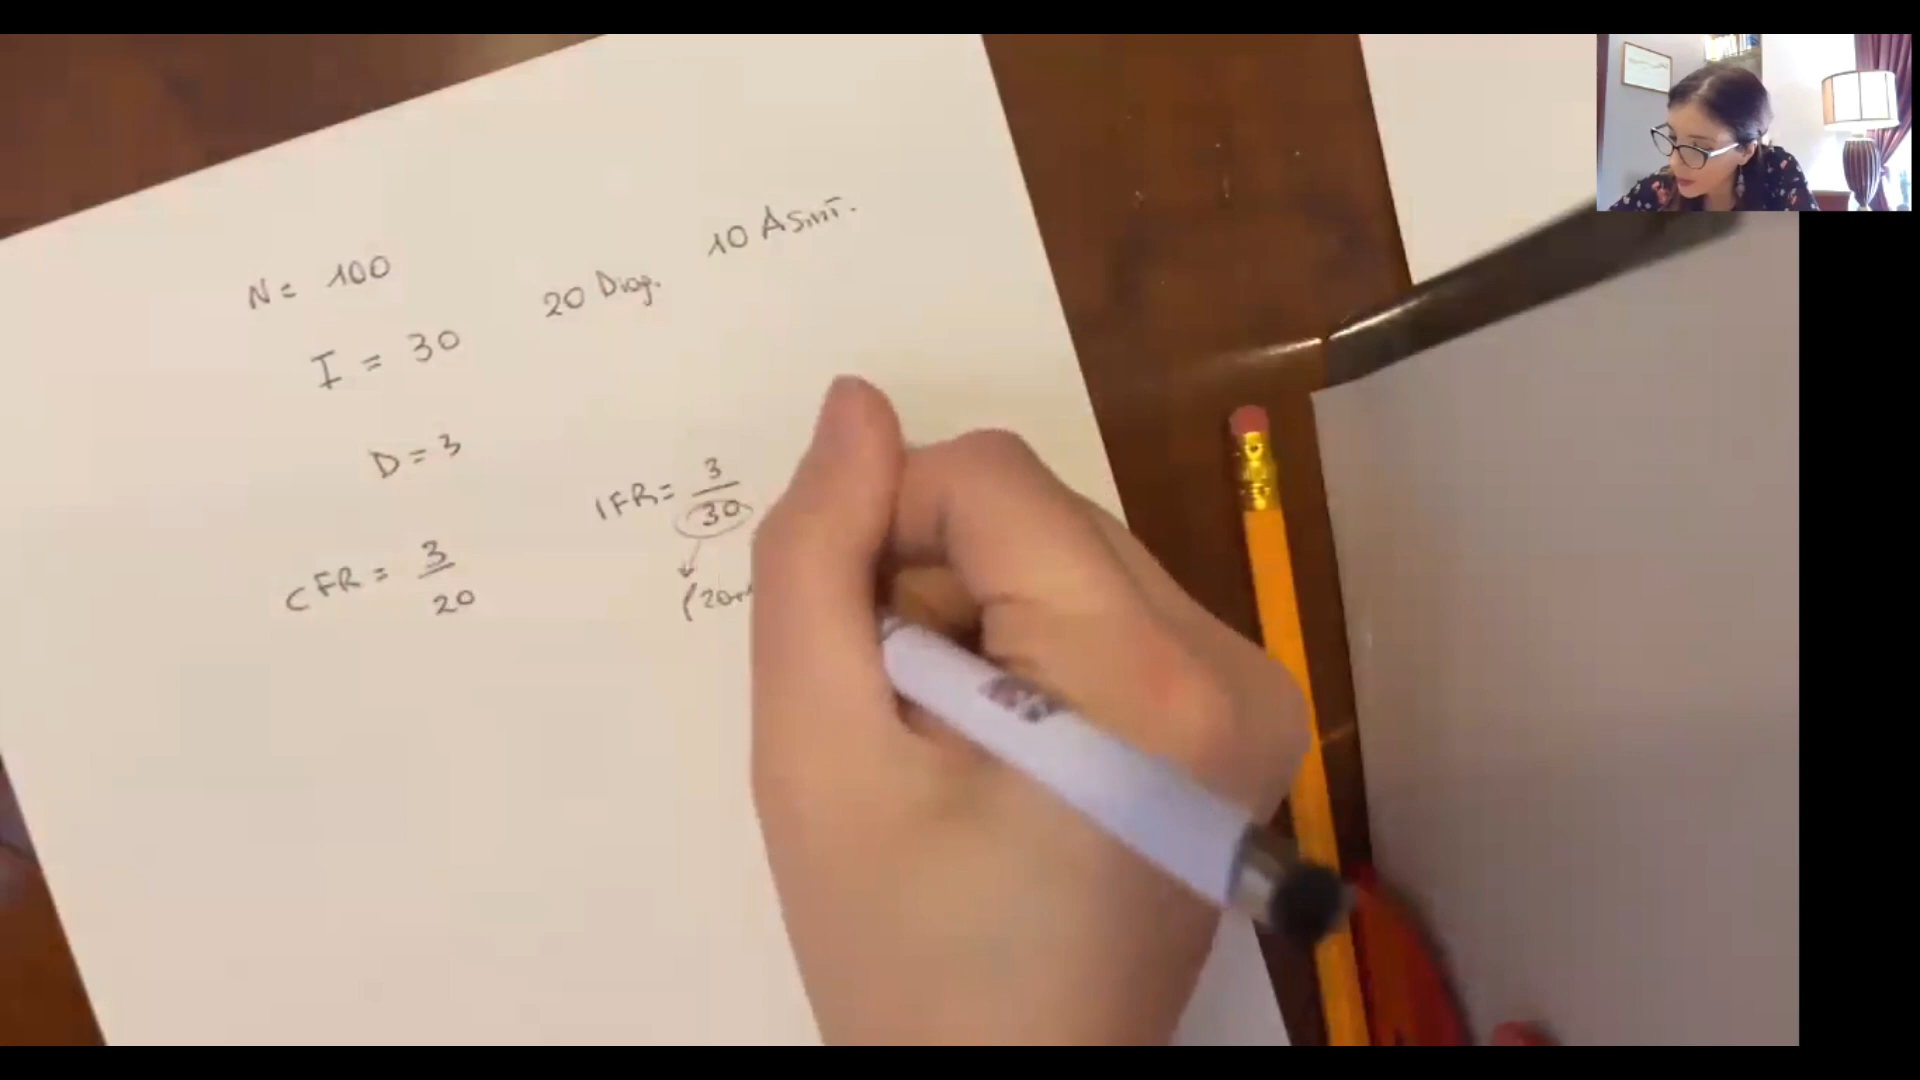 N = 100
I = 30
20 Diag.
10 Asint.
D = 3
IFR = 3
30
CFR = 3
20